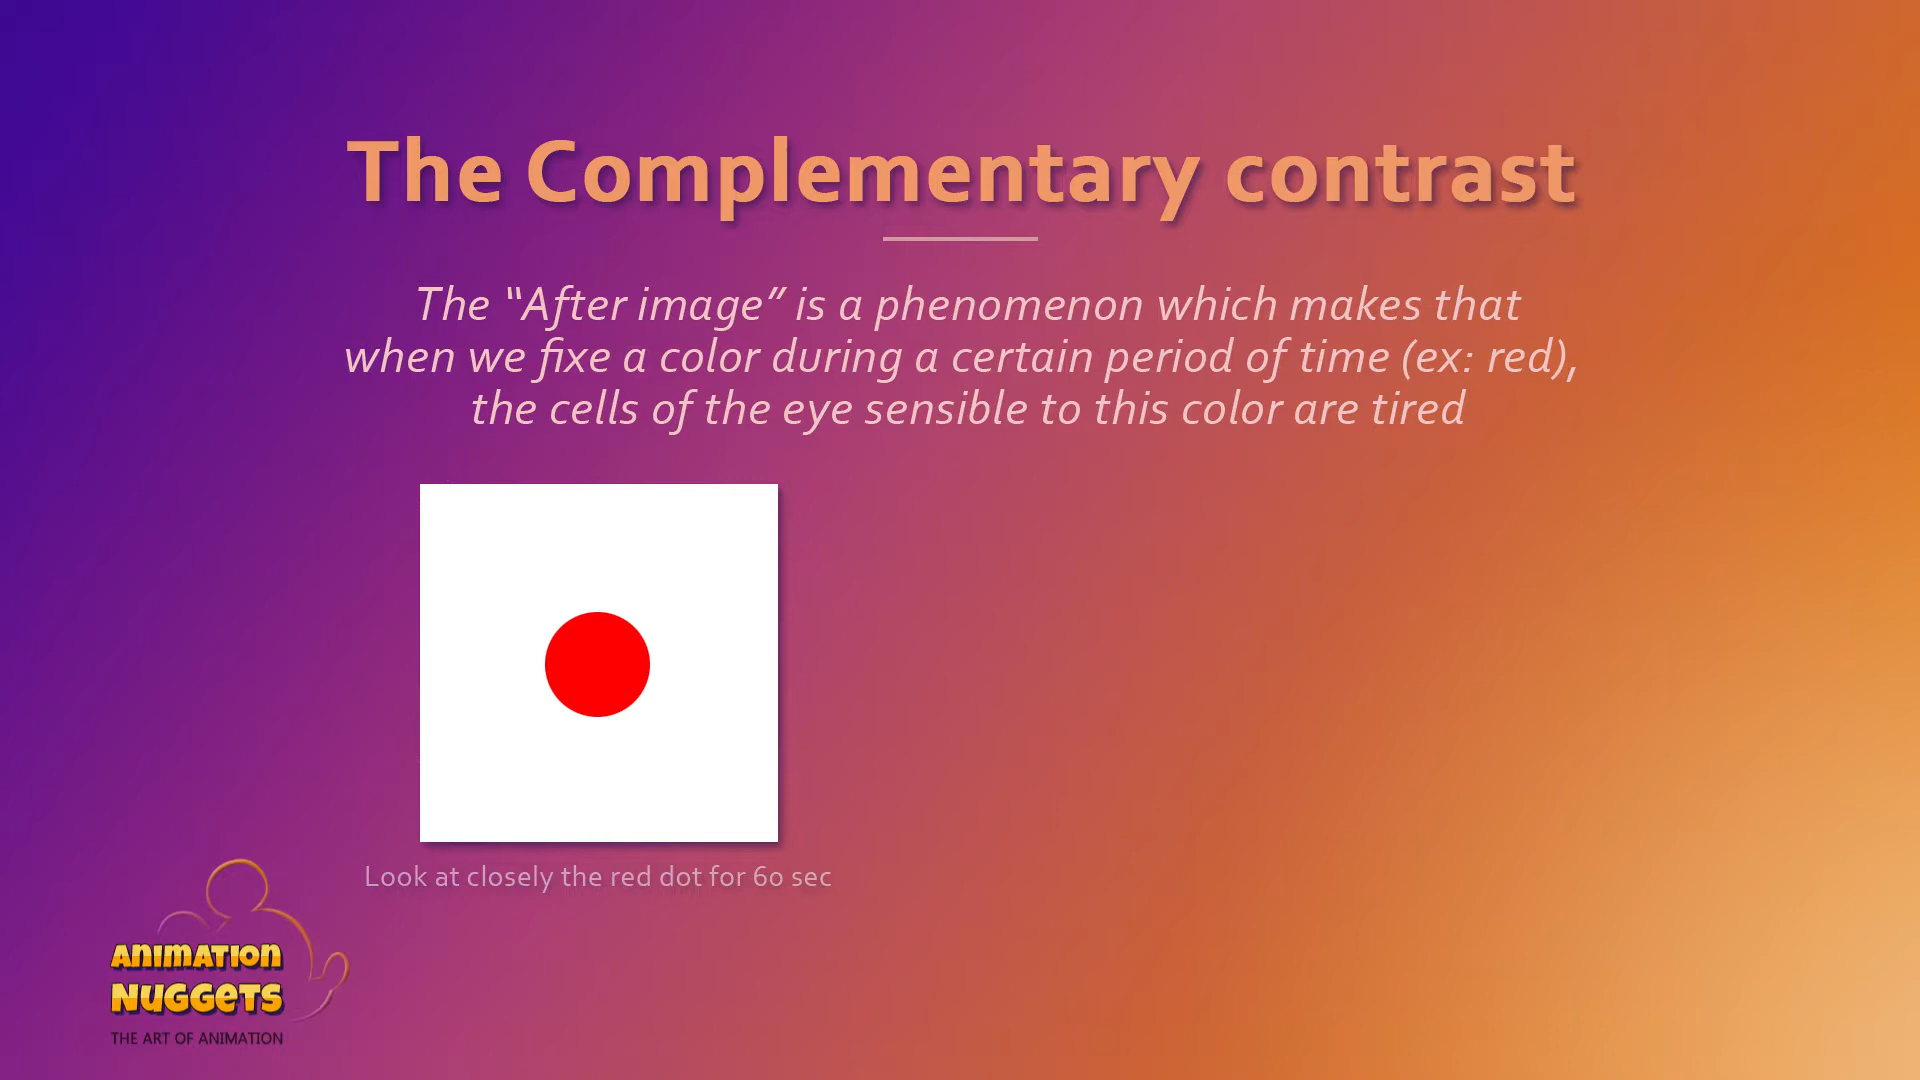 The Complementary contrast
The “After image” is a phenomenon which makes that
when we fixe a color during a certain period of time (ex: red),
the cells of the eye sensible to this color are tired
Look at closely the red dot for 60 sec
ANIMATION
NUGGETS
THE ART OF ANIMATION